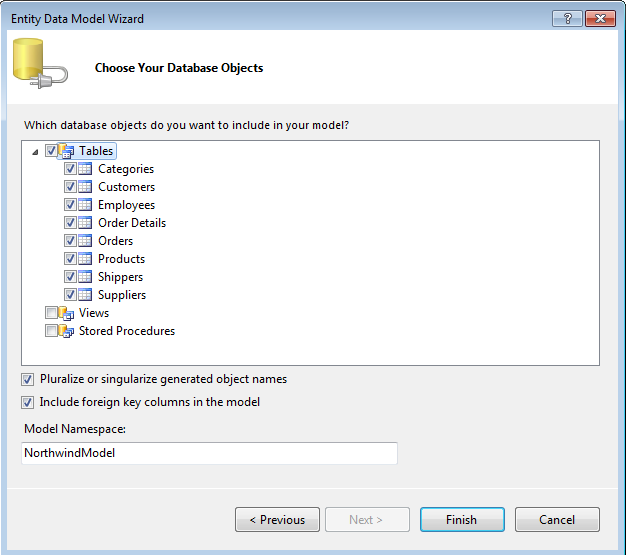 Entity Data Model Wizard
?
Choose Your Database Objects
Which database objects do you want to include in your model?
Tables
Categories
Customers
Employees
Order Details
Orders
Products
Shippers
Suppliers
Views
Stored Procedures
Pluralize or singularize generated object names
Include foreign key columns in the model
Model Namespace:
NorthwindModel
< Previous Next > Finish Cancel